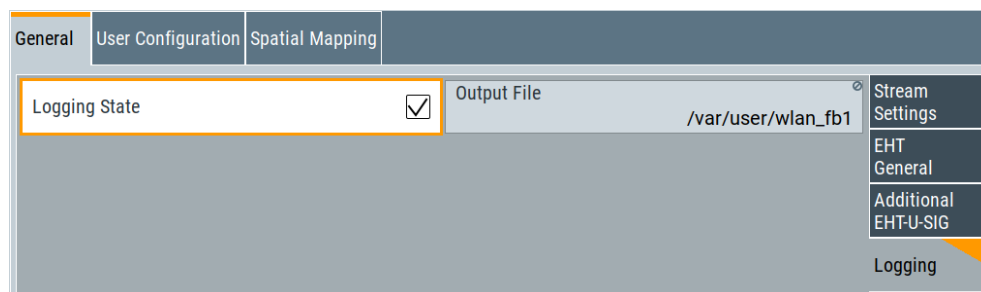 General User Configuration Spatial Mapping
Logging State
Output File
/var/user/wlan_fb1
Stream
Settings
EHT
General
Additional
EHT-U-SIG
Logging